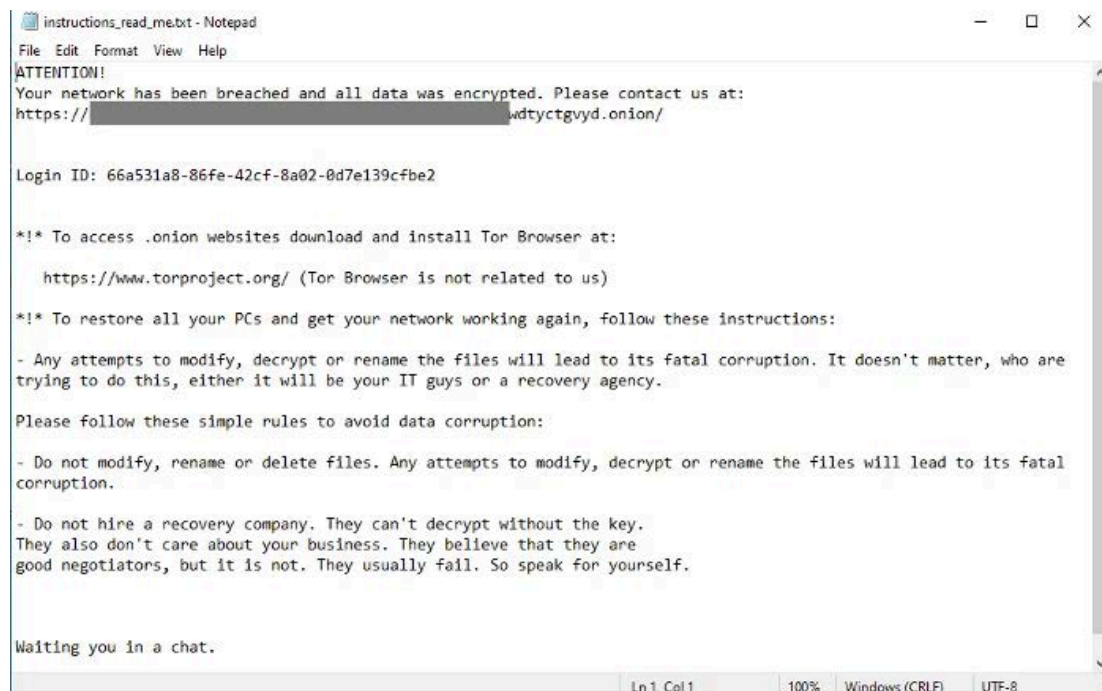 instructions_read_me.txt - Notepad
File Edit Format View Help
ATTENTION!
Your network has been breached and all data was encrypted. Please contact us at:
https:// wdtyctgvyd.onion/
Login ID: 66a531a8-86fe-42cf-8a02-0d7e139cfbe2
*!* To access .onion websites download and install Tor Browser at:
https://www.torproject.org/ (Tor Browser is not related to us)
*!* To restore all your PCs and get your network working again, follow these instructions:
- Any attempts to modify, decrypt or rename the files will lead to its fatal corruption. It doesn't matter, who are
trying to do this, either it will be your IT guys or a recovery agency.
Please follow these simple rules to avoid data corruption:
- Do not modify, rename or delete files. Any attempts to modify, decrypt or rename the files will lead to its fatal
corruption.
- Do not hire a recovery company. They can't decrypt without the key.
They also don't care about your business. They believe that they are
good negotiators, but it is not. They usually fail. So speak for yourself.
Waiting you in a chat.
Ln 1, Col 1 100% Windows (CRLF) UTF-8